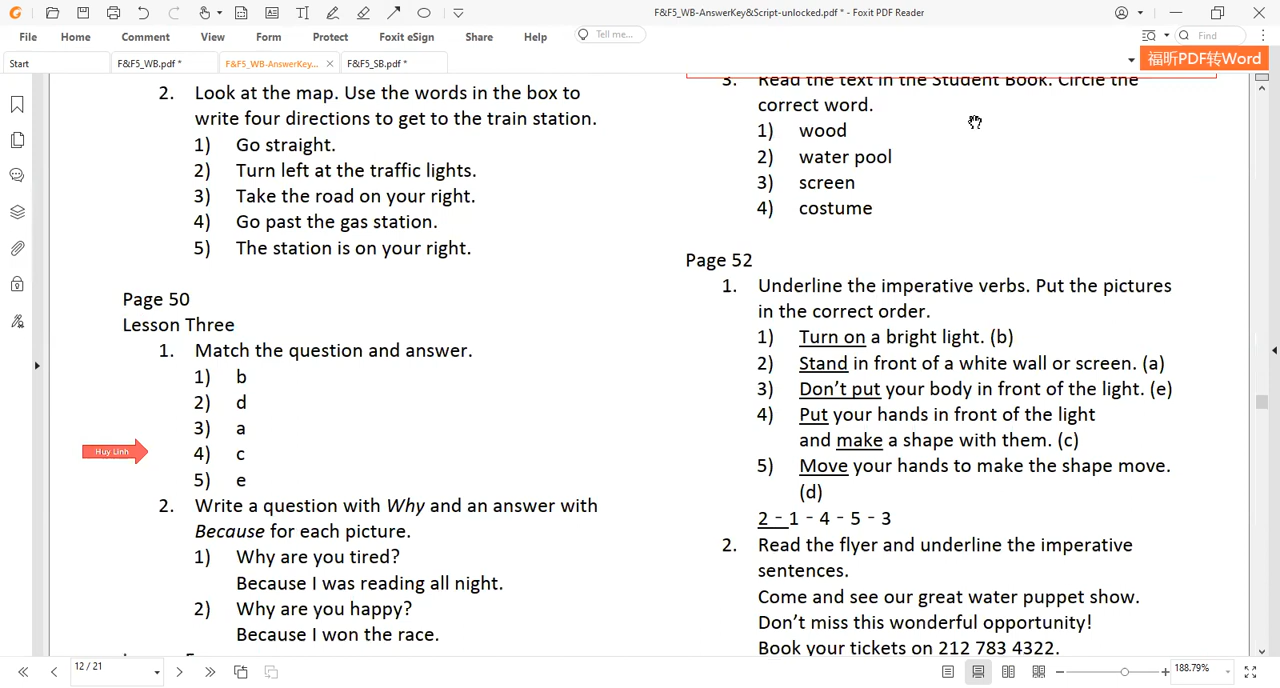 F&F5_WB-AnswerKey&Script-unlocked.pdf * - Foxit PDF Reader
File Home Comment View Form Protect Foxit eSign Share Help Tell me... Find
Start F&F5_WB.pdf * F&F5_WB-AnswerKey... F&F5_SB.pdf * 福昕PDF转Word
2. Look at the map. Use the words in the box to
write four directions to get to the train station.
1) Go straight.
2) Turn left at the traffic lights.
3) Take the road on your right.
4) Go past the gas station.
5) The station is on your right.
Page 50
Lesson Three
1. Match the question and answer.
1) b
2) d
3) a
Huy Linh
4) c
5) e
2. Write a question with Why and an answer with
Because for each picture.
1) Why are you tired?
Because I was reading all night.
2) Why are you happy?
Because I won the race.
3. Read the text in the Student Book. Circle the
correct word.
1) wood
2) water pool
3) screen
4) costume
Page 52
1. Underline the imperative verbs. Put the pictures
in the correct order.
1) Turn on a bright light. (b)
2) Stand in front of a white wall or screen. (a)
3) Don’t put your body in front of the light. (e)
4) Put your hands in front of the light
and make a shape with them. (c)
5) Move your hands to make the shape move.
(d)
2 - 1 - 4 - 5 - 3
2. Read the flyer and underline the imperative
sentences.
Come and see our great water puppet show.
Don’t miss this wonderful opportunity!
Book your tickets on 212 783 4322.
12 / 21 188.79%